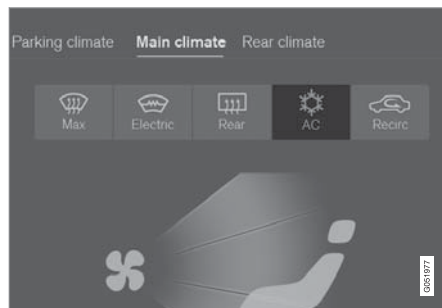 Parking climate Main climate Rear climate
Max Electric Rear AC Recirc
G051977